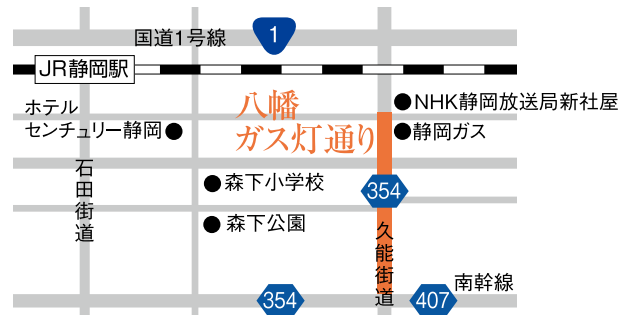 国道1号線
1
JR静岡駅
ホテル
センチュリー静岡
八幡
ガス灯通り
NHK静岡放送局新社屋
静岡ガス
石田街道
森下小学校
354
森下公園
久能街道
南幹線
354
407